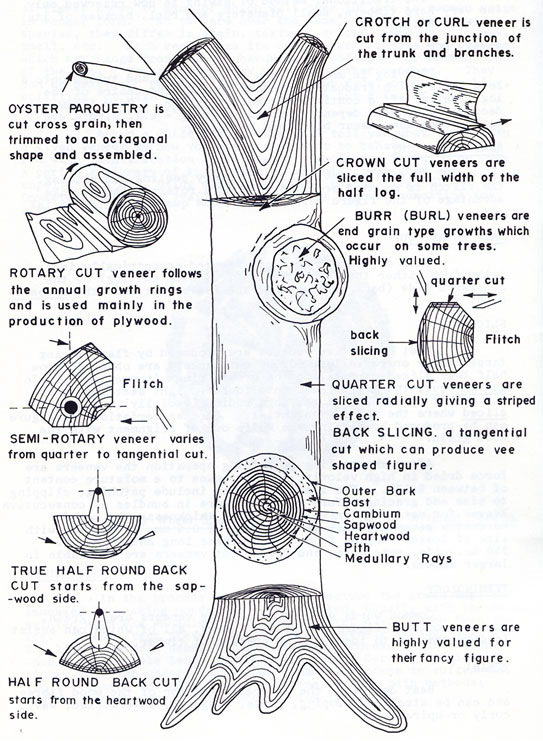 CROTCH or CURL veneer is
cut from the junction of
the trunk and branches.
OYSTER PARQUETRY is
cut cross grain, then
trimmed to an octagonal
shape and assembled.
CROWN CUT veneers are
sliced the full width of the
half log.
BURR (BURL) veneers are
end grain type growths which
occur on some trees.
Highly valued.
ROTARY CUT veneer follows
the annual growth rings
and is used mainly in the
production of plywood.
quarter cut
back
slicing
Flitch
Flitch
QUARTER CUT veneers are
sliced radially giving a striped
effect.
BACK SLICING. a tangential
cut which can produce vee
shaped figure.
SEMI-ROTARY veneer varies
from quarter to tangential cut.
Outer Bark
Bast
Cambium
Sapwood
Heartwood
Pith
Medullary Rays
TRUE HALF ROUND BACK
CUT starts from the sap-
-wood side.
BUTT veneers are
highly valued for
their fancy figure.
HALF ROUND BACK CUT
starts from the heartwood
side.